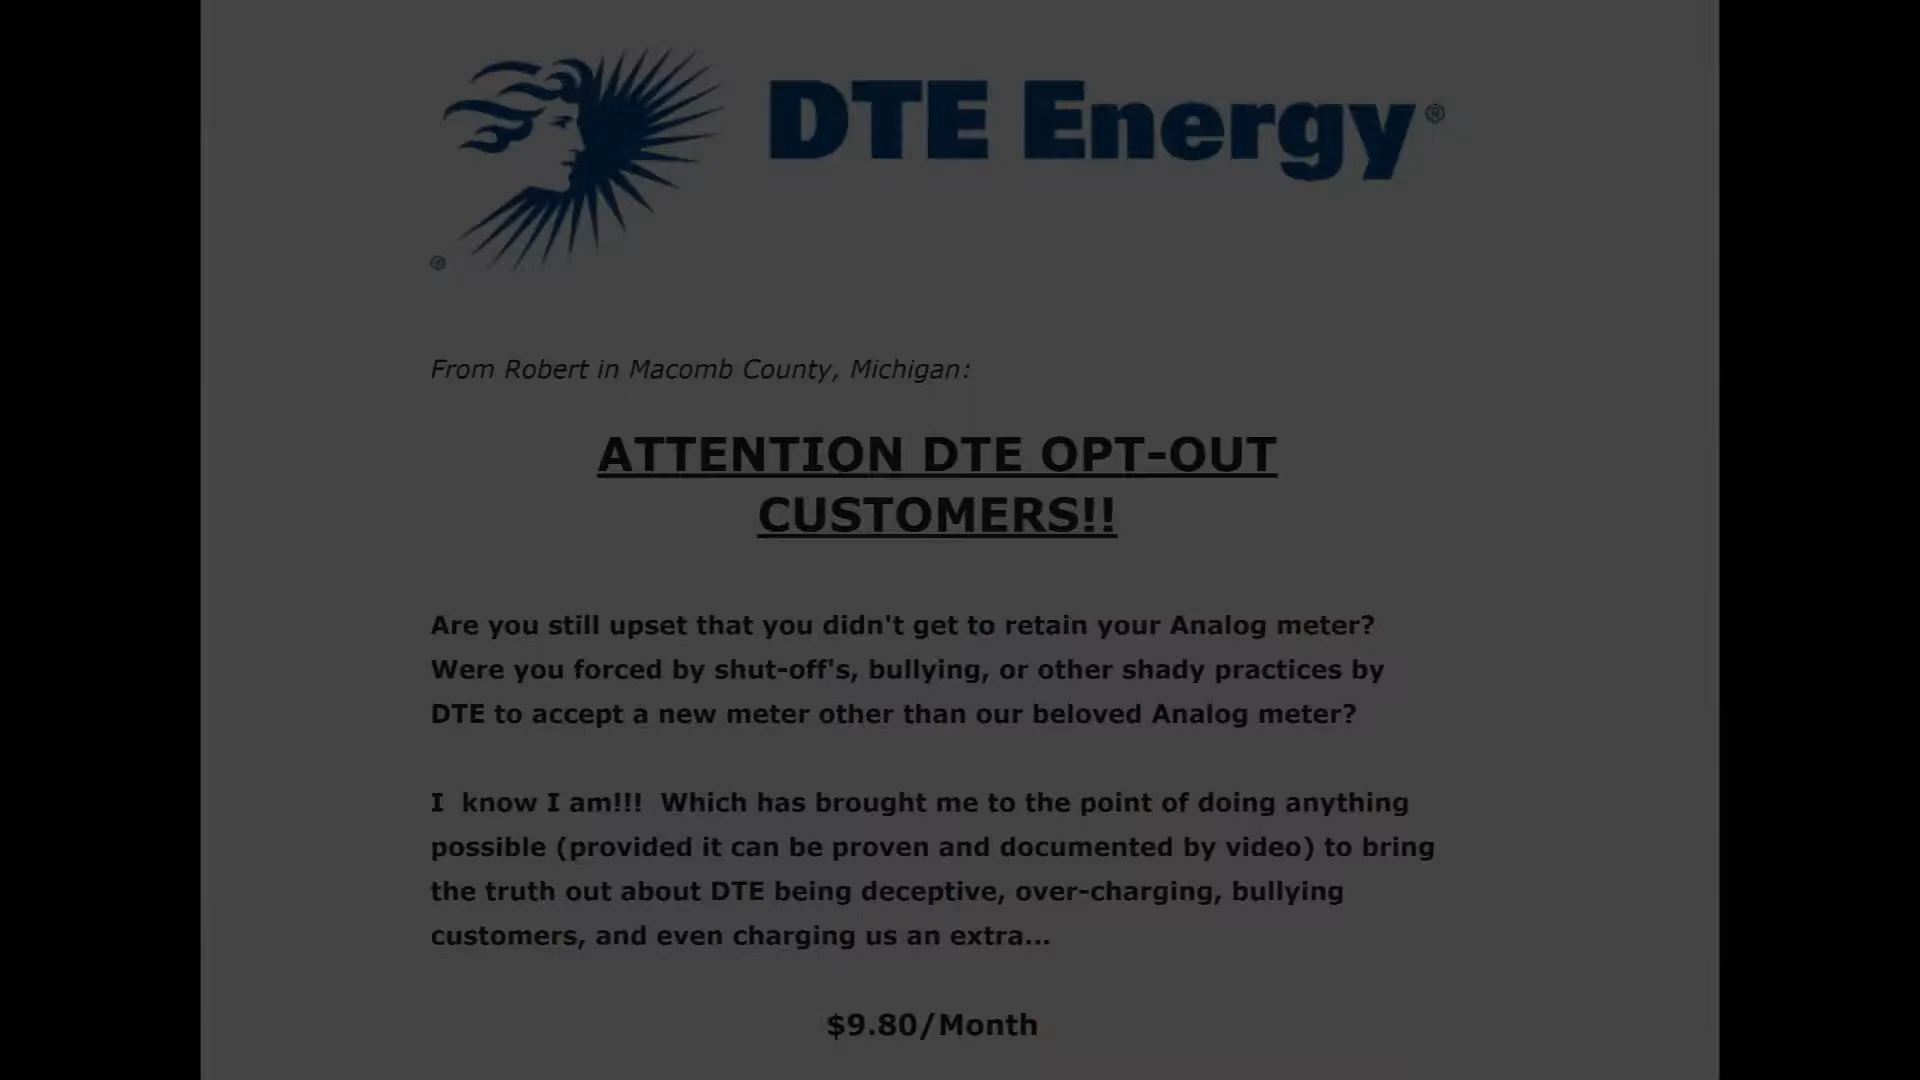 DTE Energy®
®
From Robert in Macomb County, Michigan:
ATTENTION DTE OPT-OUT
CUSTOMERS!!
Are you still upset that you didn't get to retain your Analog meter?
Were you forced by shut-off's, bullying, or other shady practices by
DTE to accept a new meter other than our beloved Analog meter?
I  know I am!!!  Which has brought me to the point of doing anything
possible (provided it can be proven and documented by video) to bring
the truth out about DTE being deceptive, over-charging, bullying
customers, and even charging us an extra...
$9.80/Month